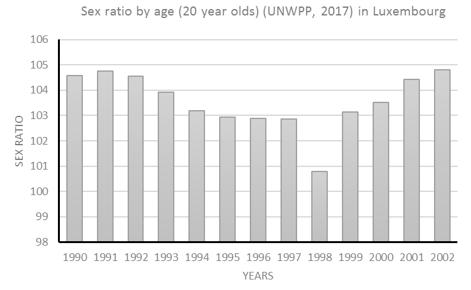 Sex ratio by age (20 year olds) (UNWPP, 2017) in Luxembourg
106
105
104
103
102
101
100
99
98
SEX RATIO
1990 1991 1992 1993 1994 1995 1996 1997 1998 1999 2000 2001 2002
YEARS